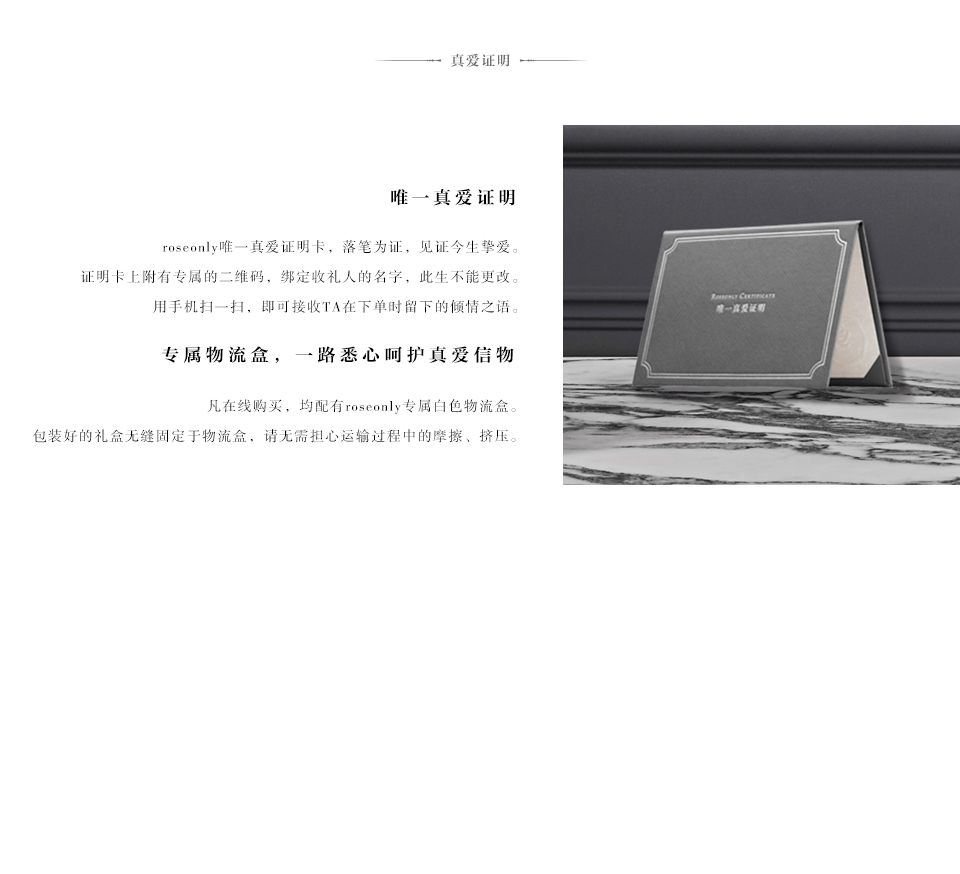 真爱证明
唯一真爱证明
roseonly唯一真爱证明卡，落笔为证，见证今生挚爱。
证明卡上附有专属的二维码，绑定收礼人的名字，此生不能更改。
用手机扫一扫，即可接收TA在下单时留下的倾情之语。
专属物流盒，一路悉心呵护真爱信物
凡在线购买，均配有roseonly专属白色物流盒。
包装好的礼盒无缝固定于物流盒，请无需担心运输过程中的摩擦、挤压。
ROSEONLY CERTIFICATE
唯一真爱证明